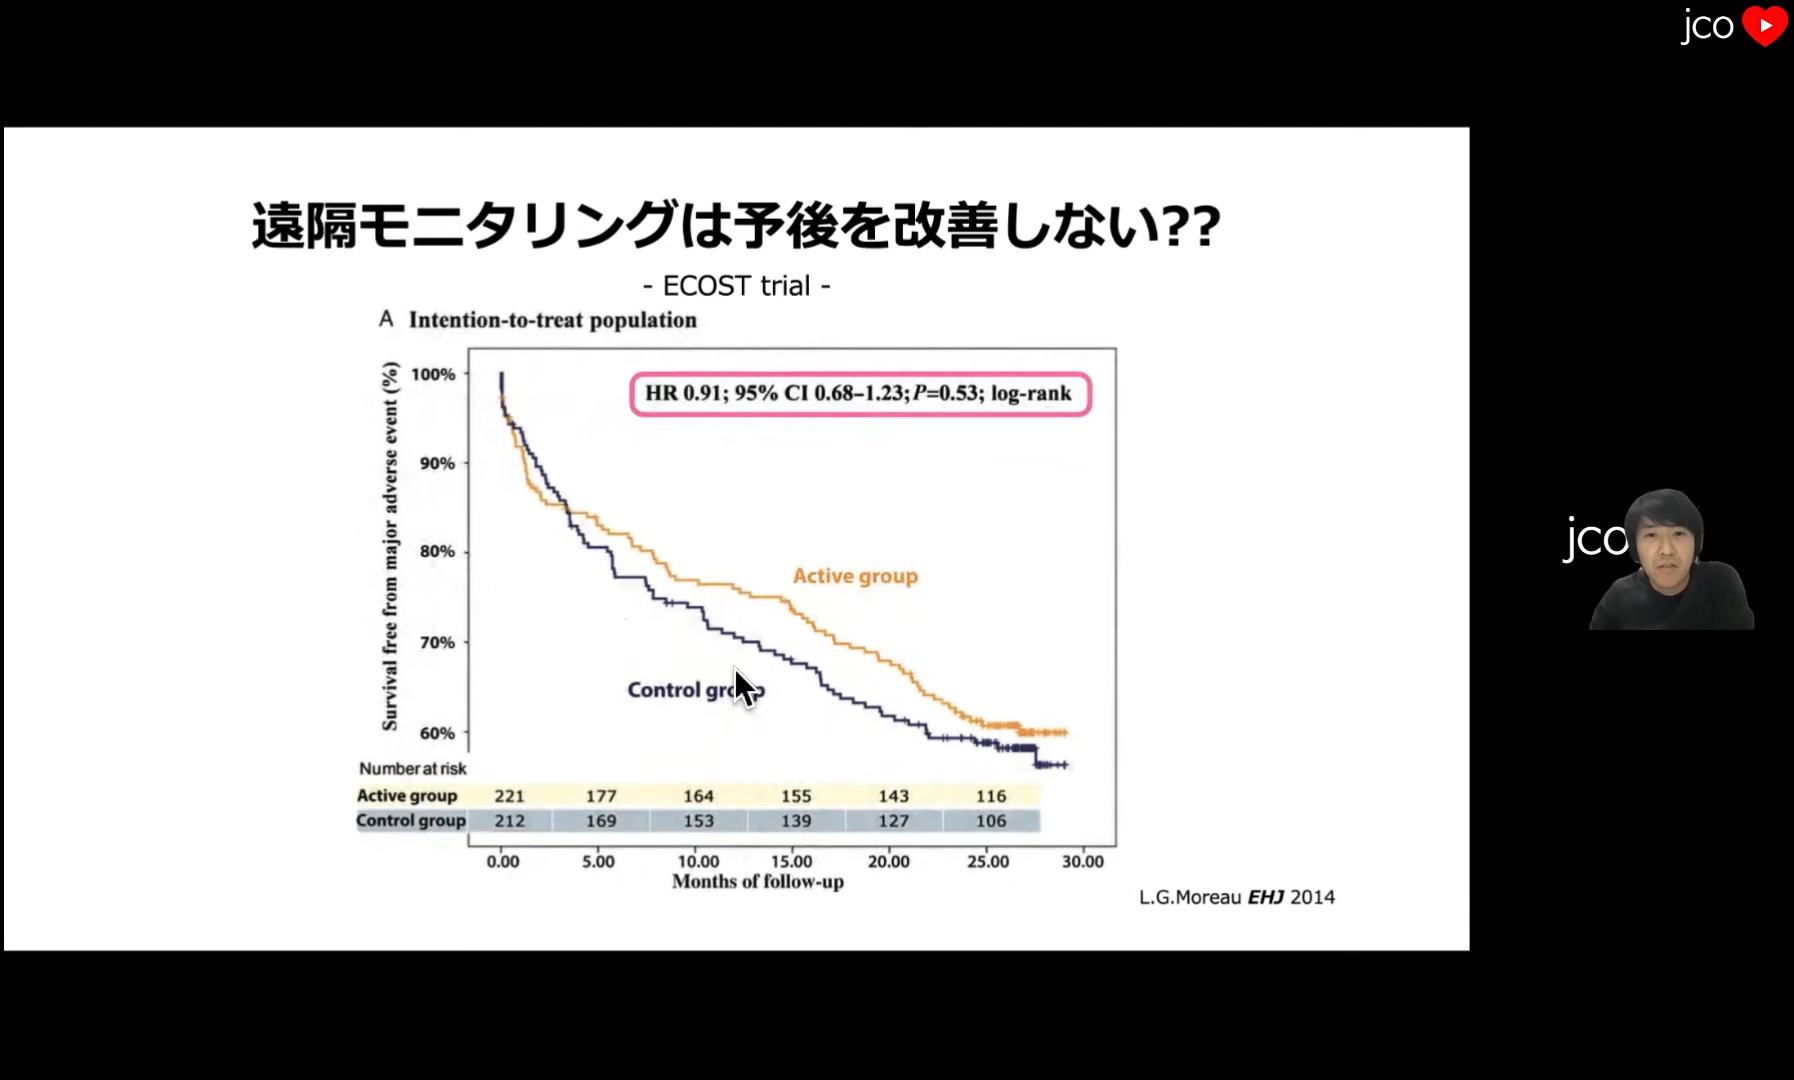 jco
遠隔モニタリングは予後を改善しない??
- ECOST trial -
A Intention-to-treat population
HR 0.91; 95% CI 0.68–1.23; P=0.53; log-rank
Survival free from major adverse event (%)
100%
90%
80%
70%
60%
Active group
Control group
Number at risk
Active group 221 177 164 155 143 116
Control group 212 169 153 139 127 106
0.00 5.00 10.00 15.00 20.00 25.00 30.00
Months of follow-up
L.G.Moreau EHJ 2014
jco